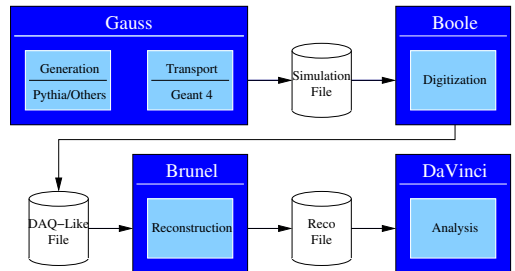 Gauss
Generation
Pythia/Others
Transport
Geant 4
Simulation
File
Boole
Digitization
DAQ−Like
File
Brunel
Reconstruction
Reco
File
DaVinci
Analysis